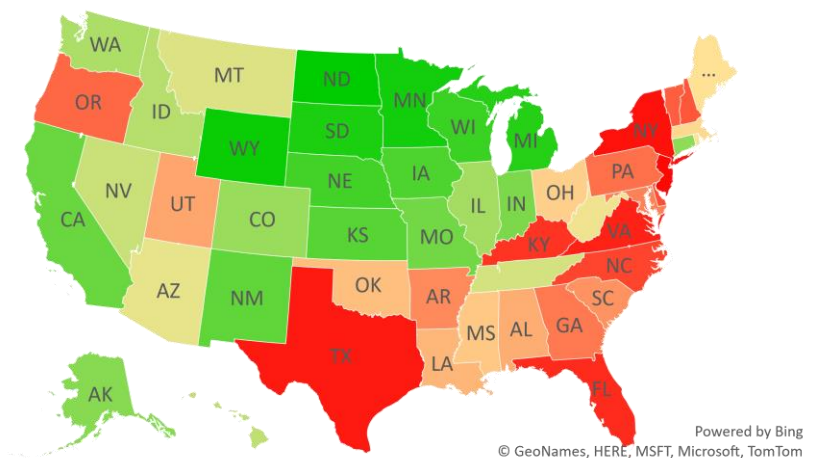 WA
MT
ND
...
OR
ID
MN
SD
WI
MI
NY
WY
NE
IA
PA
NV
UT
CO
IL
IN
OH
CA
KS
MO
KY
VA
NC
AZ
NM
OK
AR
SC
MS
AL
GA
TX
LA
AK
FL
Powered by Bing
© GeoNames, HERE, MSFT, Microsoft, TomTom